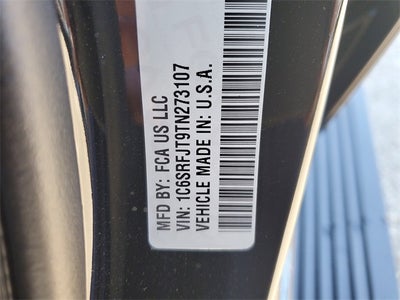 MFD BY: FCA US LLC
VIN: 1C6SRFJT9TN273107
VEHICLE MADE IN: U.S.A.